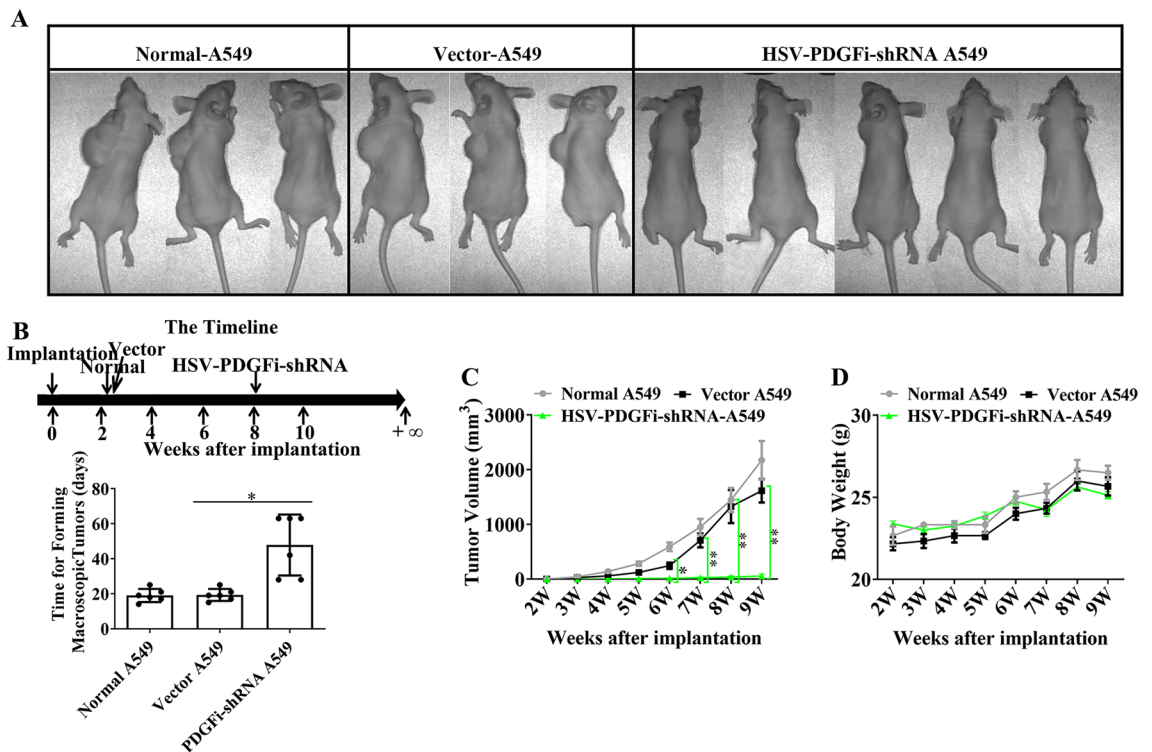 A
Normal-A549
Vector-A549
HSV-PDGFi-shRNA A549
B
The Timeline
Implantation
Vector
Normal
HSV-PDGFi-shRNA
0
2
4
6
8
10
+ ∞
Weeks after implantation
Time for Forming
MacroscopicTumors (days)
80
60
40
20
0
*
Normal A549
Vector A549
PDGFi-shRNA A549
C
Normal A549
Vector A549
HSV-PDGFi-shRNA-A549
Tumor Volume (mm³)
3000
2000
1000
0
*
**
**
**
2W
3W
4W
5W
6W
7W
8W
9W
Weeks after implantation
D
Normal A549
Vector A549
HSV-PDGFi-shRNA-A549
Body Weight (g)
30
25
20
2W
3W
4W
5W
6W
7W
8W
9W
Weeks after implantation